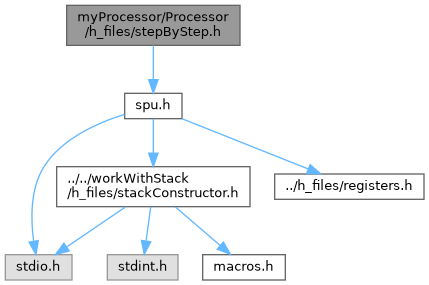 myProcessor/Processor
/h_files/stepByStep.h
spu.h
../../workWithStack
/h_files/stackConstructor.h
../h_files/registers.h
stdio.h
stdint.h
macros.h